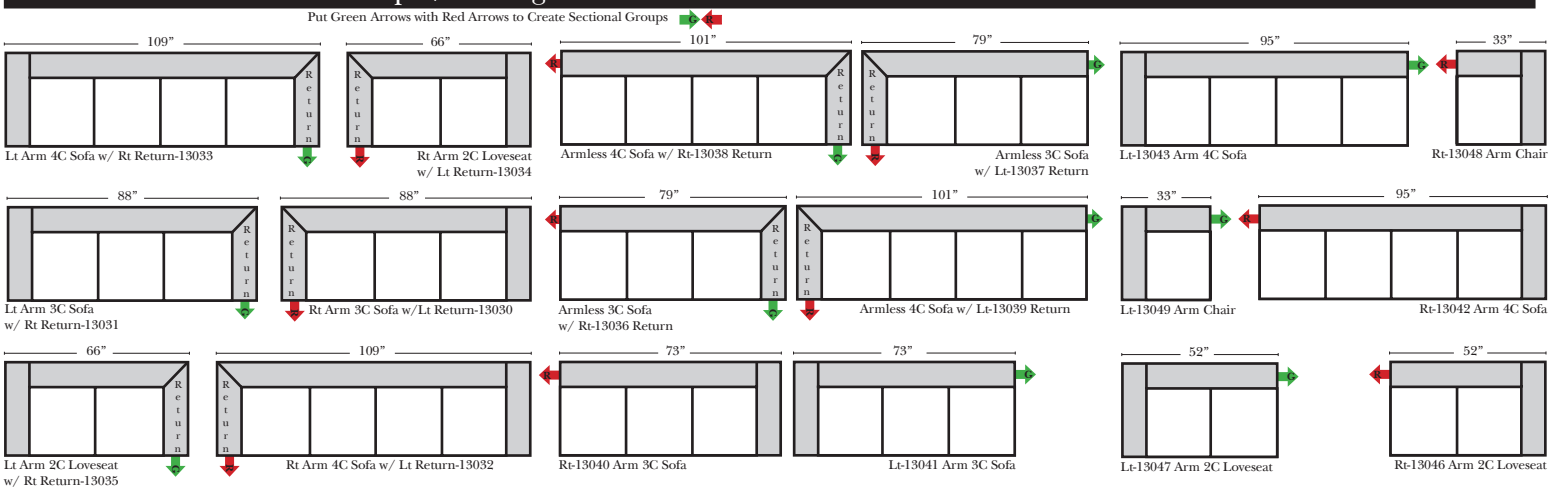 Put Green Arrows with Red Arrows to Create Sectional Groups G R
109” 66” 101” 79” 95” 33”
R G R G G R
Return Return Return Return
G R G R
Lt Arm 4C Sofa w/ Rt Return-13033
Rt Arm 2C Loveseat
w/ Lt Return-13034
Armless 4C Sofa w/ Rt-13038 Return
Armless 3C Sofa
w/ Lt-13037 Return
Lt-13043 Arm 4C Sofa
Rt-13048 Arm Chair
88” 88” 79” 101” 33” 95”
R G G R
Return Return Return Return
G R G R
Lt Arm 3C Sofa
w/ Rt Return-13031
Rt Arm 3C Sofa w/Lt Return-13030
Armless 3C Sofa
w/ Rt-13036 Return
Armless 4C Sofa w/ Lt-13039 Return
Lt-13049 Arm Chair
Rt-13042 Arm 4C Sofa
66” 109” 73” 73” 52” 52”
R G G R
Return Return
G R
Lt Arm 2C Loveseat
w/ Rt Return-13035
Rt Arm 4C Sofa w/ Lt Return-13032
Rt-13040 Arm 3C Sofa
Lt-13041 Arm 3C Sofa
Lt-13047 Arm 2C Loveseat
Rt-13046 Arm 2C Loveseat